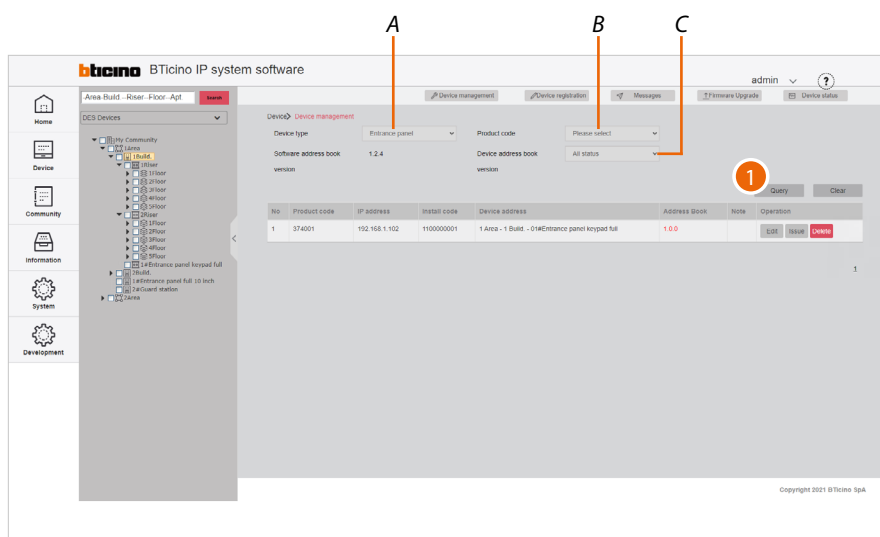 A B C
bticino BTicino IP system software
admin
?
Area-Build.-Riser-Floor-Apt. Search
Device management Device registration Messages Firmware Upgrade Device status
Home
DES Devices
Device> Device management
Device type Entrance panel Product code Please select
Software address book version 1.2.4 Device address book version All status
1
Query Clear
My Community
1Area
1Build.
1Riser
1Floor
2Floor
3Floor
4Floor
5Floor
2Riser
1Floor
2Floor
3Floor
4Floor
5Floor
1#Entrance panel keypad full
2Build.
1#Entrance panel full 10 inch
2#Guard station
2Area
Device
Community
Information
System
Development
No Product code IP address Install code Device address Address Book Note Operation
1 374001 192.168.1.102 1100000001 1 Area - 1 Build. - 01#Entrance panel keypad full 1.0.0 Edit Issue Delete
<
1
Copyright 2021 BTicino SpA